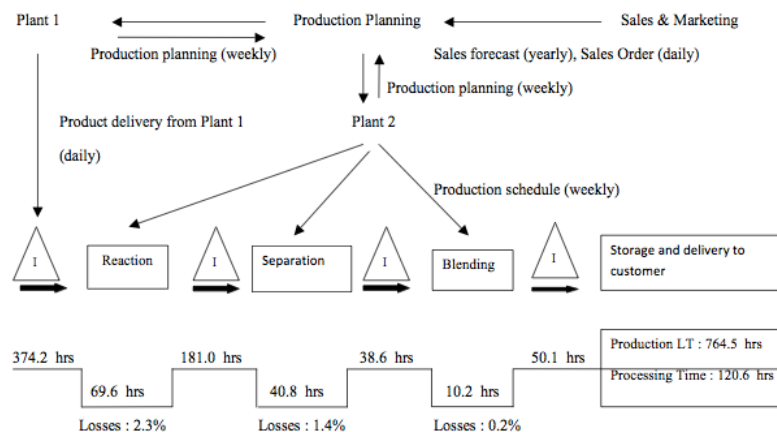 Plant 1
Production Planning
Sales & Marketing
Production planning (weekly)
Sales forecast (yearly), Sales Order (daily)
Production planning (weekly)
Product delivery from Plant 1
(daily)
Plant 2
Production schedule (weekly)
I
Reaction
I
Separation
I
Blending
I
Storage and delivery to
customer
374.2 hrs
181.0 hrs
38.6 hrs
50.1 hrs
Production LT : 764.5 hrs
69.6 hrs
40.8 hrs
10.2 hrs
Processing Time : 120.6 hrs
Losses : 2.3%
Losses : 1.4%
Losses : 0.2%